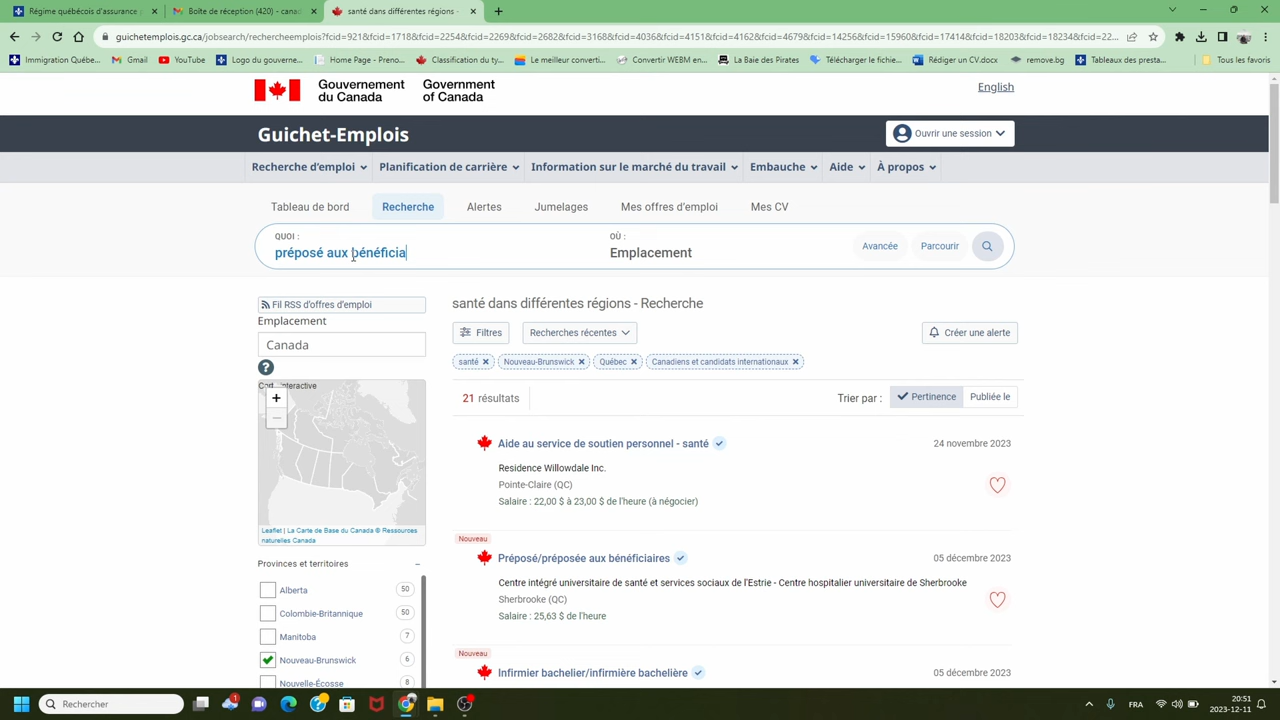 Régime québécois d'assurance
Boîte de réception (420) - canad
santé dans différentes régions -
guichetemplois.gc.ca/jobsearch/rechercheemplois?fcid=921&fcid=1718&fcid=2254&fcid=2269&fcid=2682&fcid=3168&fcid=4036&fcid=4151&fcid=4162&fcid=4679&fcid=14256&fcid=15960&fcid=17414&fcid=18203&fcid=18234&fcid=22...
Immigration Québe...
Gmail
YouTube
Logo du gouverne...
Home Page - Preno...
Classification du ty...
Le meilleur converti...
Convertir WEBM en...
La Baie des Pirates
Télécharger le fichie...
Rédiger un CV.docx
remove.bg
Tableaux des presta...
Tous les favoris
Gouvernement du Canada
Government of Canada
English
Guichet-Emplois
Ouvrir une session
Recherche d'emploi
Planification de carrière
Information sur le marché du travail
Embauche
Aide
À propos
Tableau de bord
Recherche
Alertes
Jumelages
Mes offres d'emploi
Mes CV
QUOI :
préposé aux bénéficia
OÙ :
Emplacement
Avancée
Parcourir
Fil RSS d'offres d'emploi
Emplacement
Canada
?
santé dans différentes régions - Recherche
Filtres
Recherches récentes
Créer une alerte
santé ×
Nouveau-Brunswick ×
Québec ×
Canadiens et candidats internationaux ×
21 résultats
Trier par :
Pertinence
Publiée le
+
−
Leaflet | La Carte de Base du Canada © Ressources
naturelles Canada
Provinces et territoires −
Alberta 50
Colombie-Britannique 50
Manitoba 7
Nouveau-Brunswick 6
Nouvelle-Écosse 8
Aide au service de soutien personnel - santé
24 novembre 2023
Residence Willowdale Inc.
Pointe-Claire (QC)
Salaire : 22,00 $ à 23,00 $ de l'heure (à négocier)
Nouveau
Préposé/préposée aux bénéficiaires
05 décembre 2023
Centre intégré universitaire de santé et services sociaux de l'Estrie - Centre hospitalier universitaire de Sherbrooke
Sherbrooke (QC)
Salaire : 25,63 $ de l'heure
Nouveau
Infirmier bachelier/infirmière bachelière
05 décembre 2023
Rechercher
1
FRA
20:51
2023-12-11